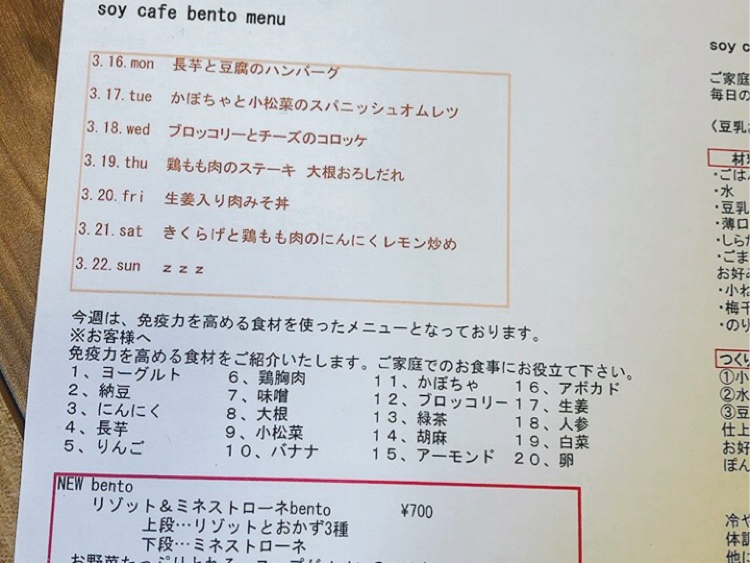 soy cafe bento menu
3.16.mon 長芋と豆腐のハンバーグ
3.17.tue かぼちゃと小松菜のスパニッシュオムレツ
3.18.wed ブロッコリーとチーズのコロッケ
3.19.thu 鶏もも肉のステーキ 大根おろしだれ
3.20.fri 生姜入り肉みそ丼
3.21.sat きくらげと鶏もも肉のにんにくレモン炒め
3.22.sun ｚｚｚ
今週は、免疫力を高める食材を使ったメニューとなっております。
※お客様へ
免疫力を高める食材をご紹介いたします。ご家庭でのお食事にお役立て下さい。
１、ヨーグルト ６、鶏胸肉 １１、かぼちゃ １６、アボカド
２、納豆 ７、味噌 １２、ブロッコリー １７、生姜
３、にんにく ８、大根 １３、緑茶 １８、人参
４、長芋 ９、小松菜 １４、胡麻 １９、白菜
５、りんご １０、バナナ １５、アーモンド ２０、卵
NEW bento
リゾット＆ミネストローネbento ¥700
上段…リゾットとおかず3種
下段…ミネストローネ
soy c
ご家庭
毎日の
〈豆乳
材
・ごは
・水
・豆乳
・薄口
・しら
・ごま
お好み
・小ね
・梅干
・のり
つくり
①小
②水
③豆
仕上
お好
ぽん
冷や
体調
他に